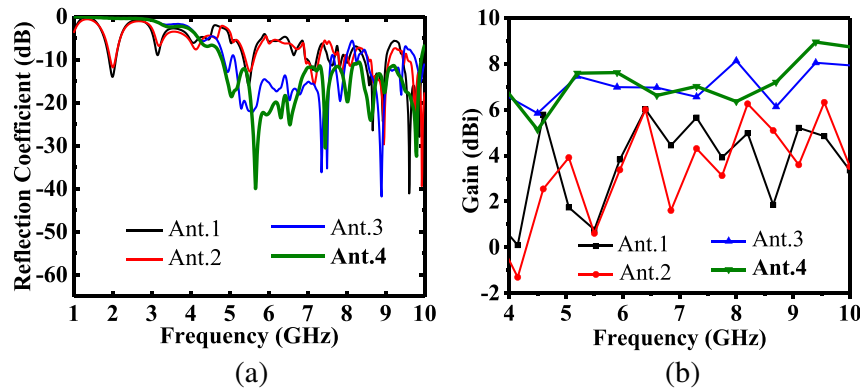 0
-10
-20
-30
-40
-50
-60
Reflection Coefficient (dB)
Ant.1
Ant.2
Ant.3
Ant.4
1 2 3 4 5 6 7 8 9 10
Frequency (GHz)
(a)
10
8
6
4
2
0
-2
Gain (dBi)
Ant.1
Ant.2
Ant.3
Ant.4
4 5 6 7 8 9 10
Frequency (GHz)
(b)